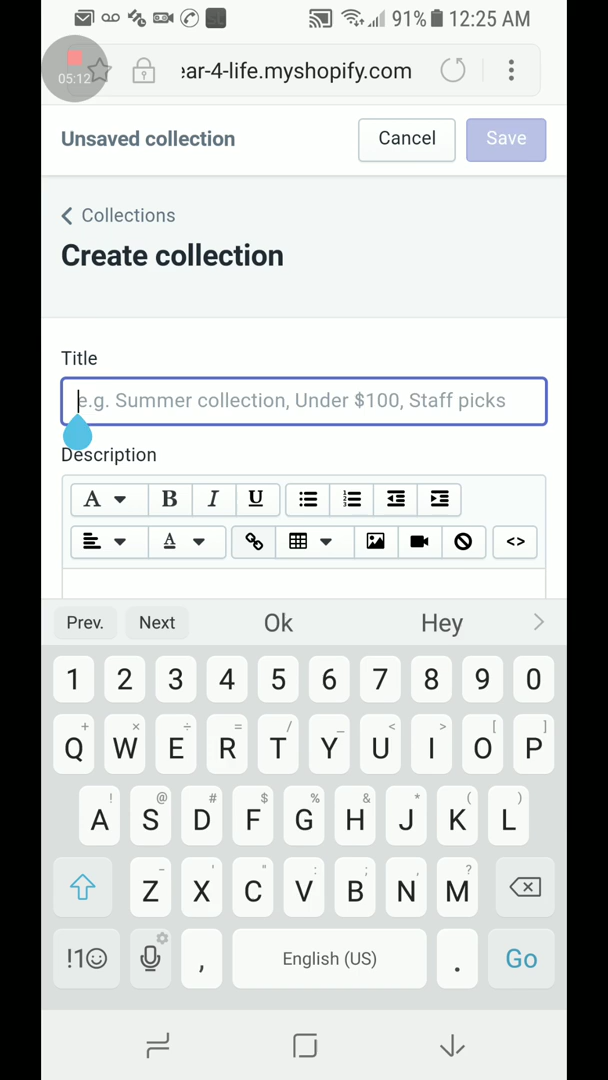 91% 12:25 AM
05:12
ear-4-life.myshopify.com
Unsaved collection
Cancel
Save
Collections
Create collection
Title
e.g. Summer collection, Under $100, Staff picks
Description
A B I U
A <>
Prev. Next Ok Hey
1 2 3 4 5 6 7 8 9 0
+ × ÷ = / _ < > [ ]
Q W E R T Y U I O P
! @ # $ % & * ( )
A S D F G H J K L
- ' " : ; , ?
Z X C V B N M
!1☺ , English (US) . Go